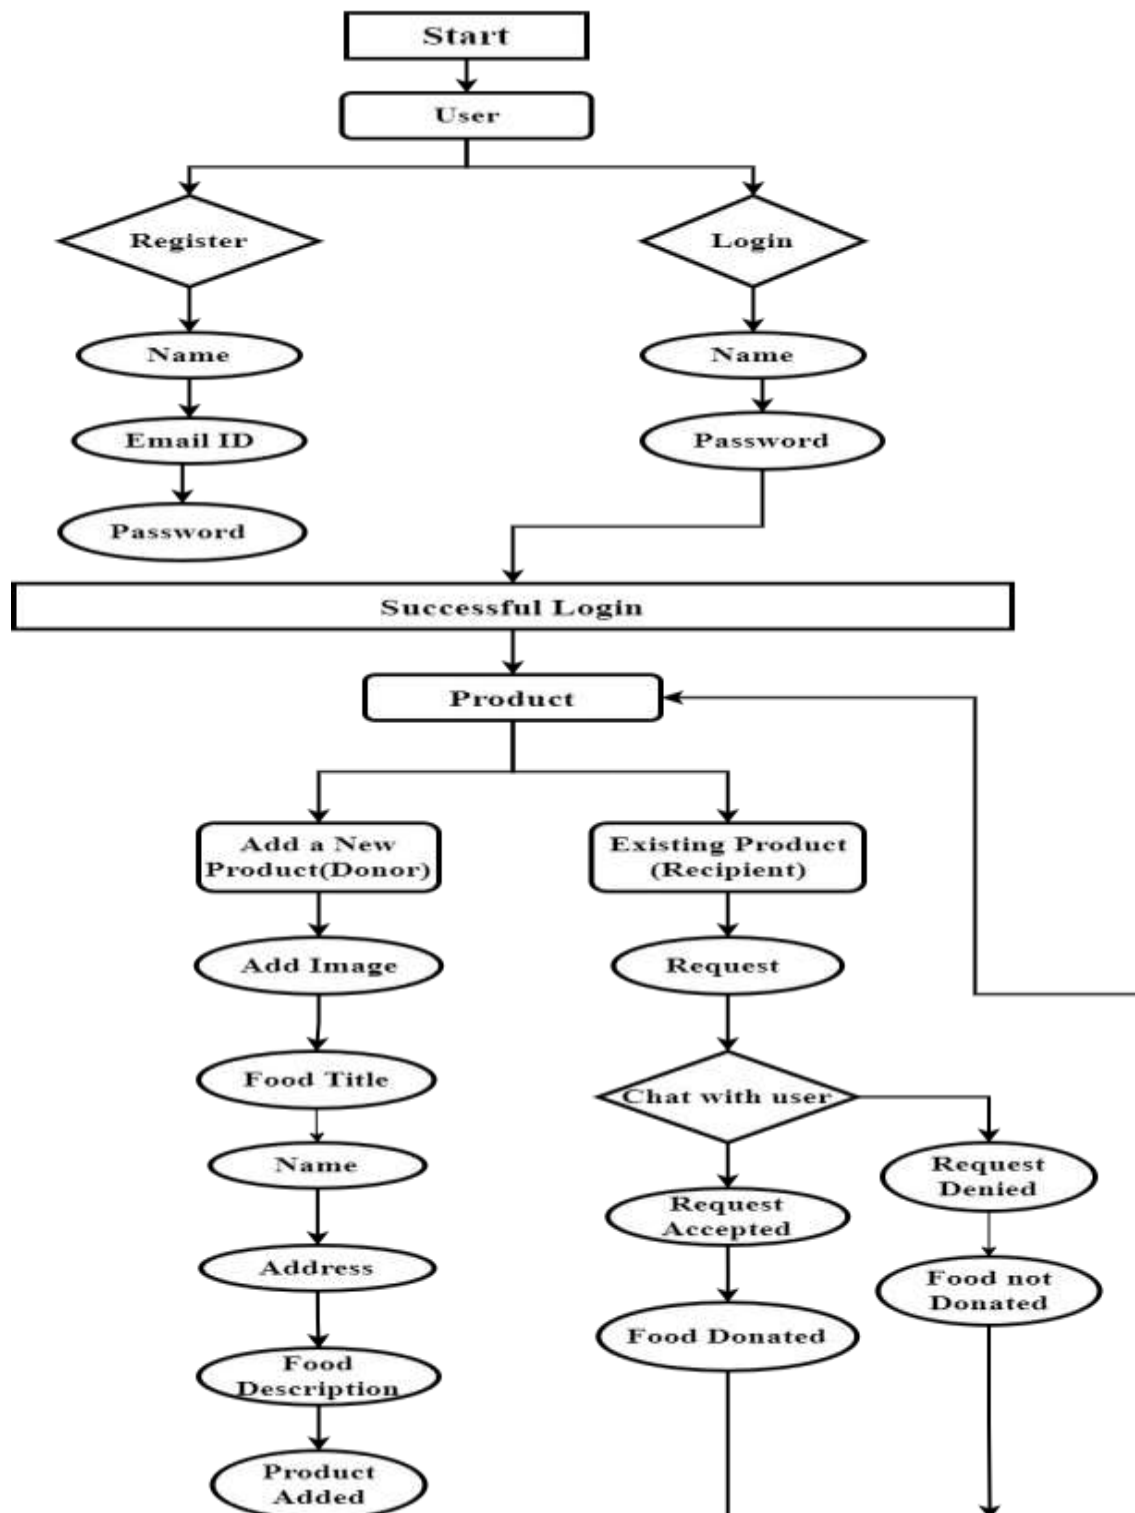 Start
User
Register
Login
Name
Name
Email ID
Password
Password
Successful Login
Product
Add a New
Product(Donor)
Existing Product
(Recipient)
Add Image
Request
Food Title
Chat with user
Name
Request
Denied
Request
Accepted
Address
Food not
Donated
Food Donated
Food
Description
Product
Added